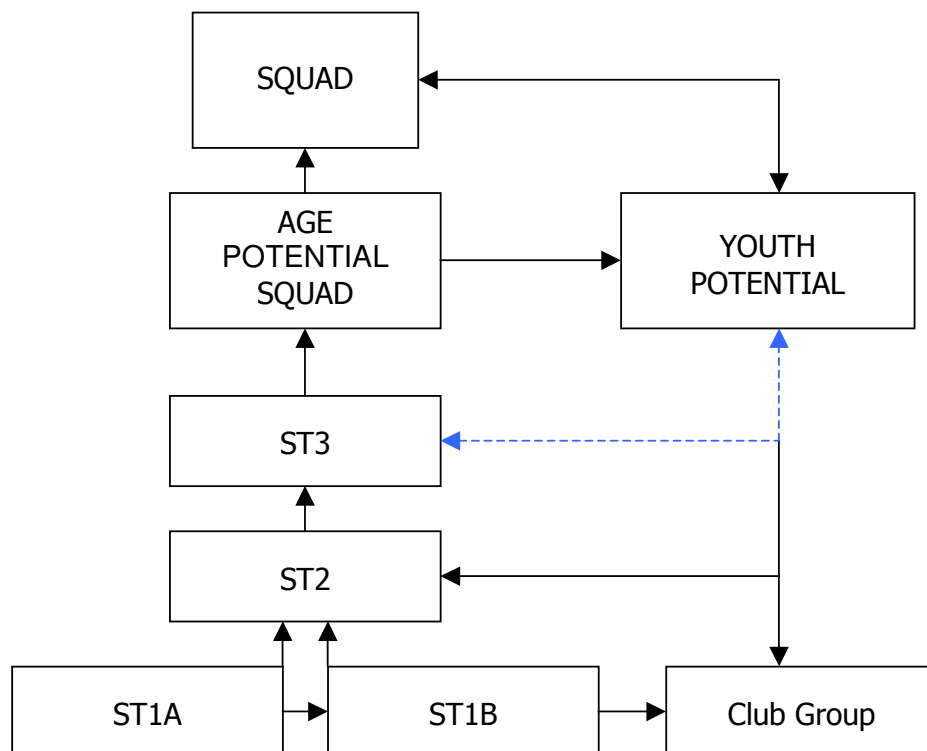 SQUAD
AGE
POTENTIAL
SQUAD
YOUTH
POTENTIAL
ST3
ST2
ST1A
ST1B
Club Group